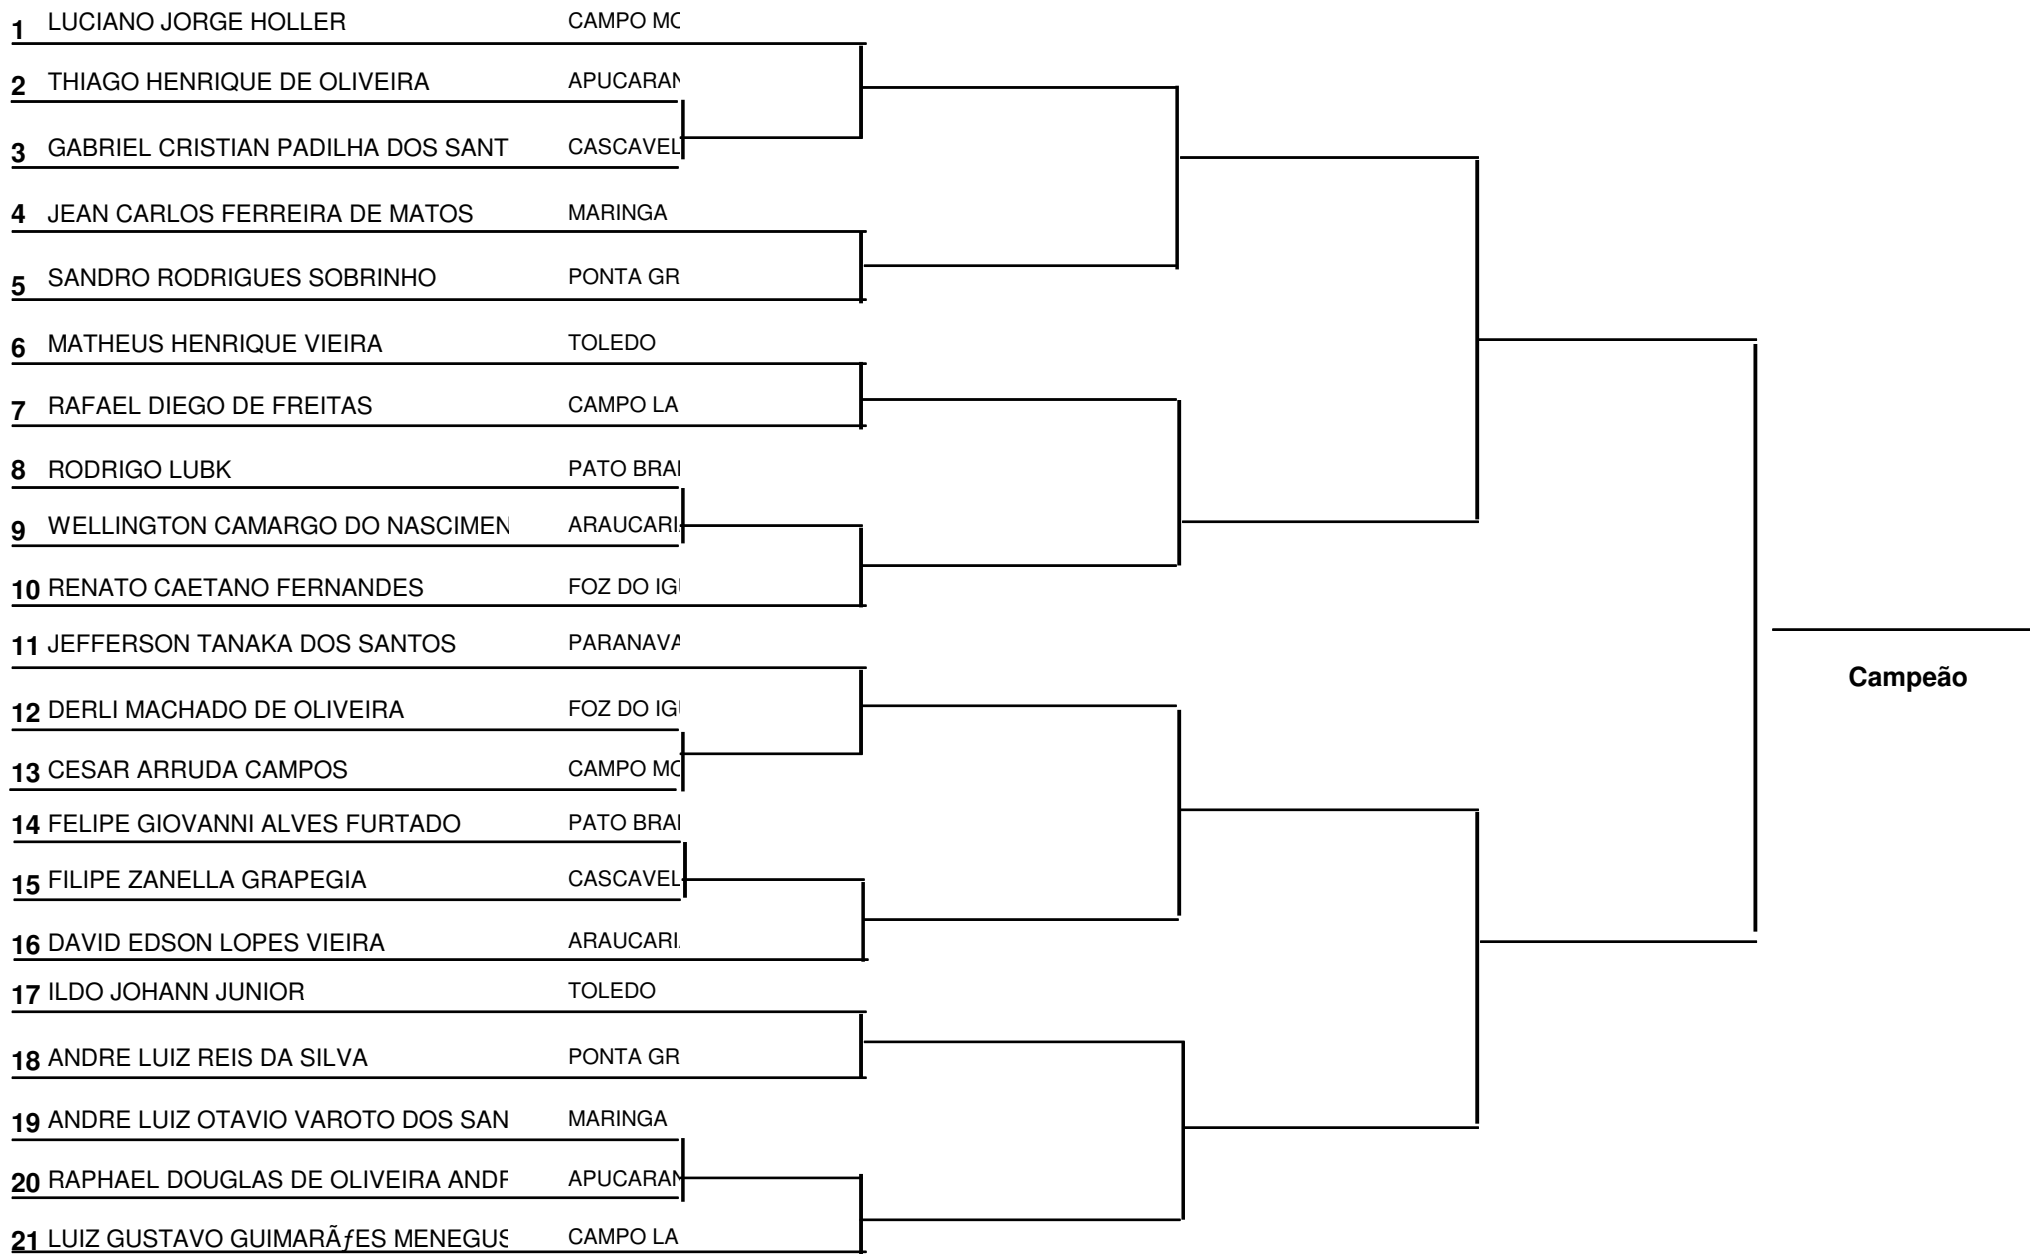 1 LUCIANO JORGE HOLLER CAMPO MO
2 THIAGO HENRIQUE DE OLIVEIRA APUCARAN
3 GABRIEL CRISTIAN PADILHA DOS SANT CASCAVEL
4 JEAN CARLOS FERREIRA DE MATOS MARINGA
5 SANDRO RODRIGUES SOBRINHO PONTA GR
6 MATHEUS HENRIQUE VIEIRA TOLEDO
7 RAFAEL DIEGO DE FREITAS CAMPO LA
8 RODRIGO LUBK PATO BRA
9 WELLINGTON CAMARGO DO NASCIMEN ARAUCARI
10 RENATO CAETANO FERNANDES FOZ DO IG
11 JEFFERSON TANAKA DOS SANTOS PARANAVA
Campeão
12 DERLI MACHADO DE OLIVEIRA FOZ DO IG
13 CESAR ARRUDA CAMPOS CAMPO MO
14 FELIPE GIOVANNI ALVES FURTADO PATO BRA
15 FILIPE ZANELLA GRAPEGIA CASCAVEL
16 DAVID EDSON LOPES VIEIRA ARAUCARI
17 ILDO JOHANN JUNIOR TOLEDO
18 ANDRE LUIZ REIS DA SILVA PONTA GR
19 ANDRE LUIZ OTAVIO VAROTO DOS SAN MARINGA
20 RAPHAEL DOUGLAS DE OLIVEIRA ANDR APUCARAN
21 LUIZ GUSTAVO GUIMARÃƒES MENEGUS CAMPO LA